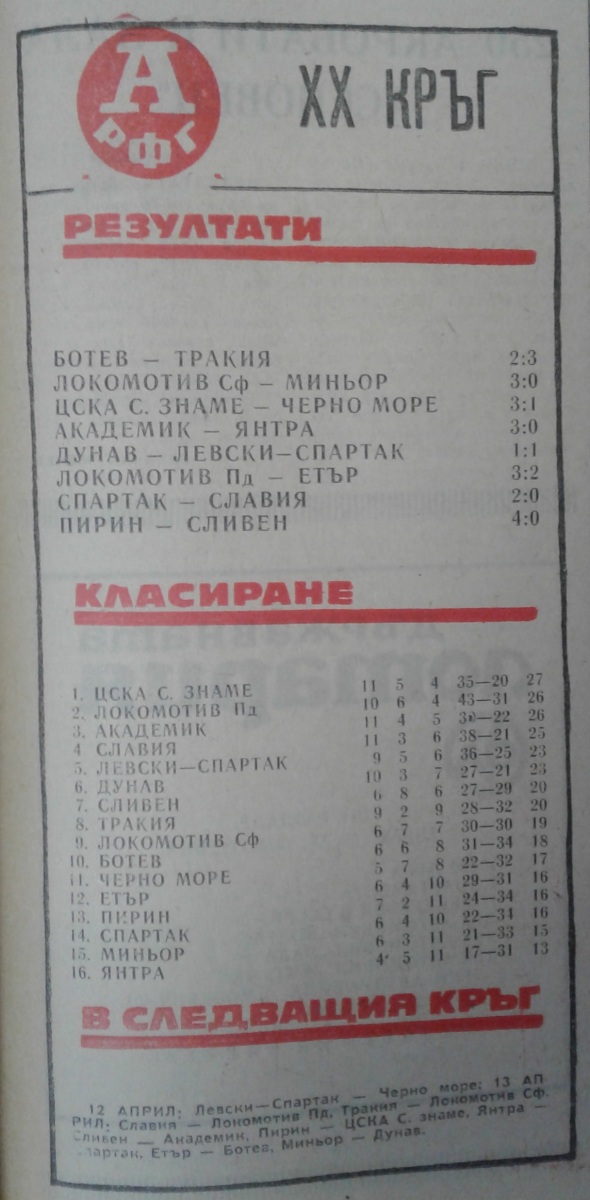 А
РФГ
XX КРЪГ
РЕЗУЛТАТИ
БОТЕВ — ТРАКИЯ 2:3
ЛОКОМОТИВ Сф — МИНЬОР 3:0
ЦСКА С. ЗНАМЕ — ЧЕРНО МОРЕ 3:1
АКАДЕМИК — ЯНТРА 3:0
ДУНАВ — ЛЕВСКИ—СПАРТАК 1:1
ЛОКОМОТИВ Пд — ЕТЪР 3:2
СПАРТАК — СЛАВИЯ 2:0
ПИРИН — СЛИВЕН 4:0
КЛАСИРАНЕ
1. ЦСКА С. ЗНАМЕ 11 5 4 35—20 27
2. ЛОКОМОТИВ Пд 10 6 4 43—31 26
3. АКАДЕМИК 11 4 5 26
4 СЛАВИЯ 11 3 6 38—21 25
5. ЛЕВСКИ—СПАРТАК 9 5 6 36—25 23
6. ДУНАВ 10 3 7 27—21 23
7. СЛИВЕН 6 8 6 27—29 20
8. ТРАКИЯ 9 2 9 28—32 20
9. ЛОКОМОТИВ Сф 6 7 7 30—30 19
10. БОТЕВ 6 6 8 31—34 18
11. ЧЕРНО МОРЕ 5 7 8 22—32 17
12. ЕТЪР 6 4 10 29—31 16
13. ПИРИН 7 2 11 24—34 16
14. СПАРТАК 6 4 10 22—34 16
15. МИНЬОР 6 3 11 21—33 15
16. ЯНТРА 4 5 11 17—31 13
В СЛЕДВАЩИЯ КРЪГ
12 АПРИЛ: Левски—Спартак — Черно море; 13 АП
РИЛ: Славия — Локомотив Пд, Тракия — Локомотив Сф.
Сливен — Академик, Пирин — ЦСКА С. знаме, Янтра —
Спартак, Етър — Ботев, Миньор — Дунав.